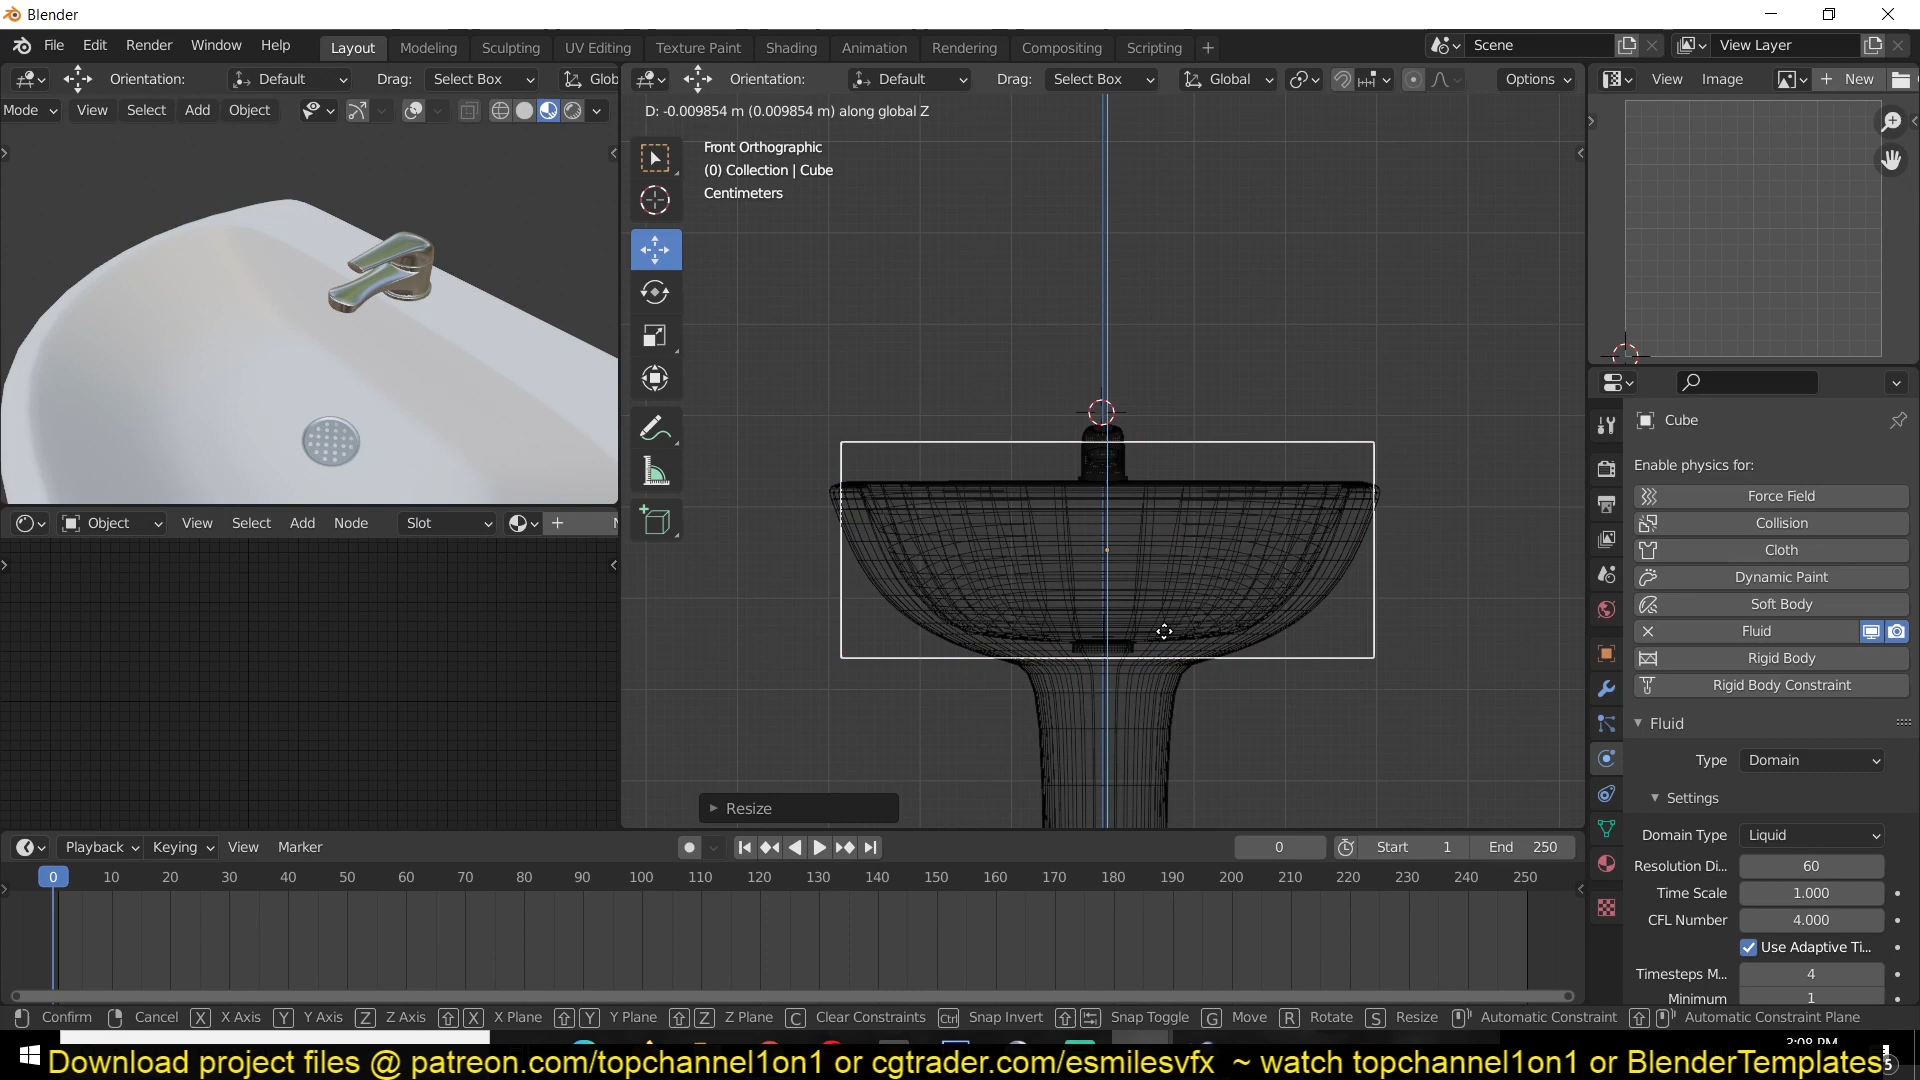 Blender
File Edit Render Window Help Layout Modeling Sculpting UV Editing Texture Paint Shading Animation Rendering Compositing Scripting + Scene View Layer
Orientation: Default Drag: Select Box Glob
Orientation: Default Drag: Select Box Global Options
View Image + New
Mode View Select Add Object
D: -0.009854 m (0.009854 m) along global Z
Front Orthographic
(0) Collection | Cube
Centimeters
Cube
Enable physics for:
Force Field
Collision
Cloth
Dynamic Paint
Soft Body
Fluid
Rigid Body
Rigid Body Constraint
Fluid
Type Domain
Settings
Domain Type Liquid
Resolution Di... 60
Time Scale 1.000
CFL Number 4.000
Use Adaptive Ti...
Timesteps M... 4
Minimum 1
Object View Select Add Node Slot +
Resize
Playback Keying View Marker 0 Start 1 End 250
0 10 20 30 40 50 60 70 80 90 100 110 120 130 140 150 160 170 180 190 200 210 220 230 240 250
Confirm Cancel X X Axis Y Y Axis Z Z Axis X X Plane Y Y Plane Z Z Plane C Clear Constraints Ctrl Snap Invert Snap Toggle G Move R Rotate S Resize Automatic Constraint Automatic Constraint Plane
3:08 PM
Download project files @ patreon.com/topchannel1on1 or cgtrader.com/esmilesvfx ~ watch topchannel1on1 or BlenderTemplates